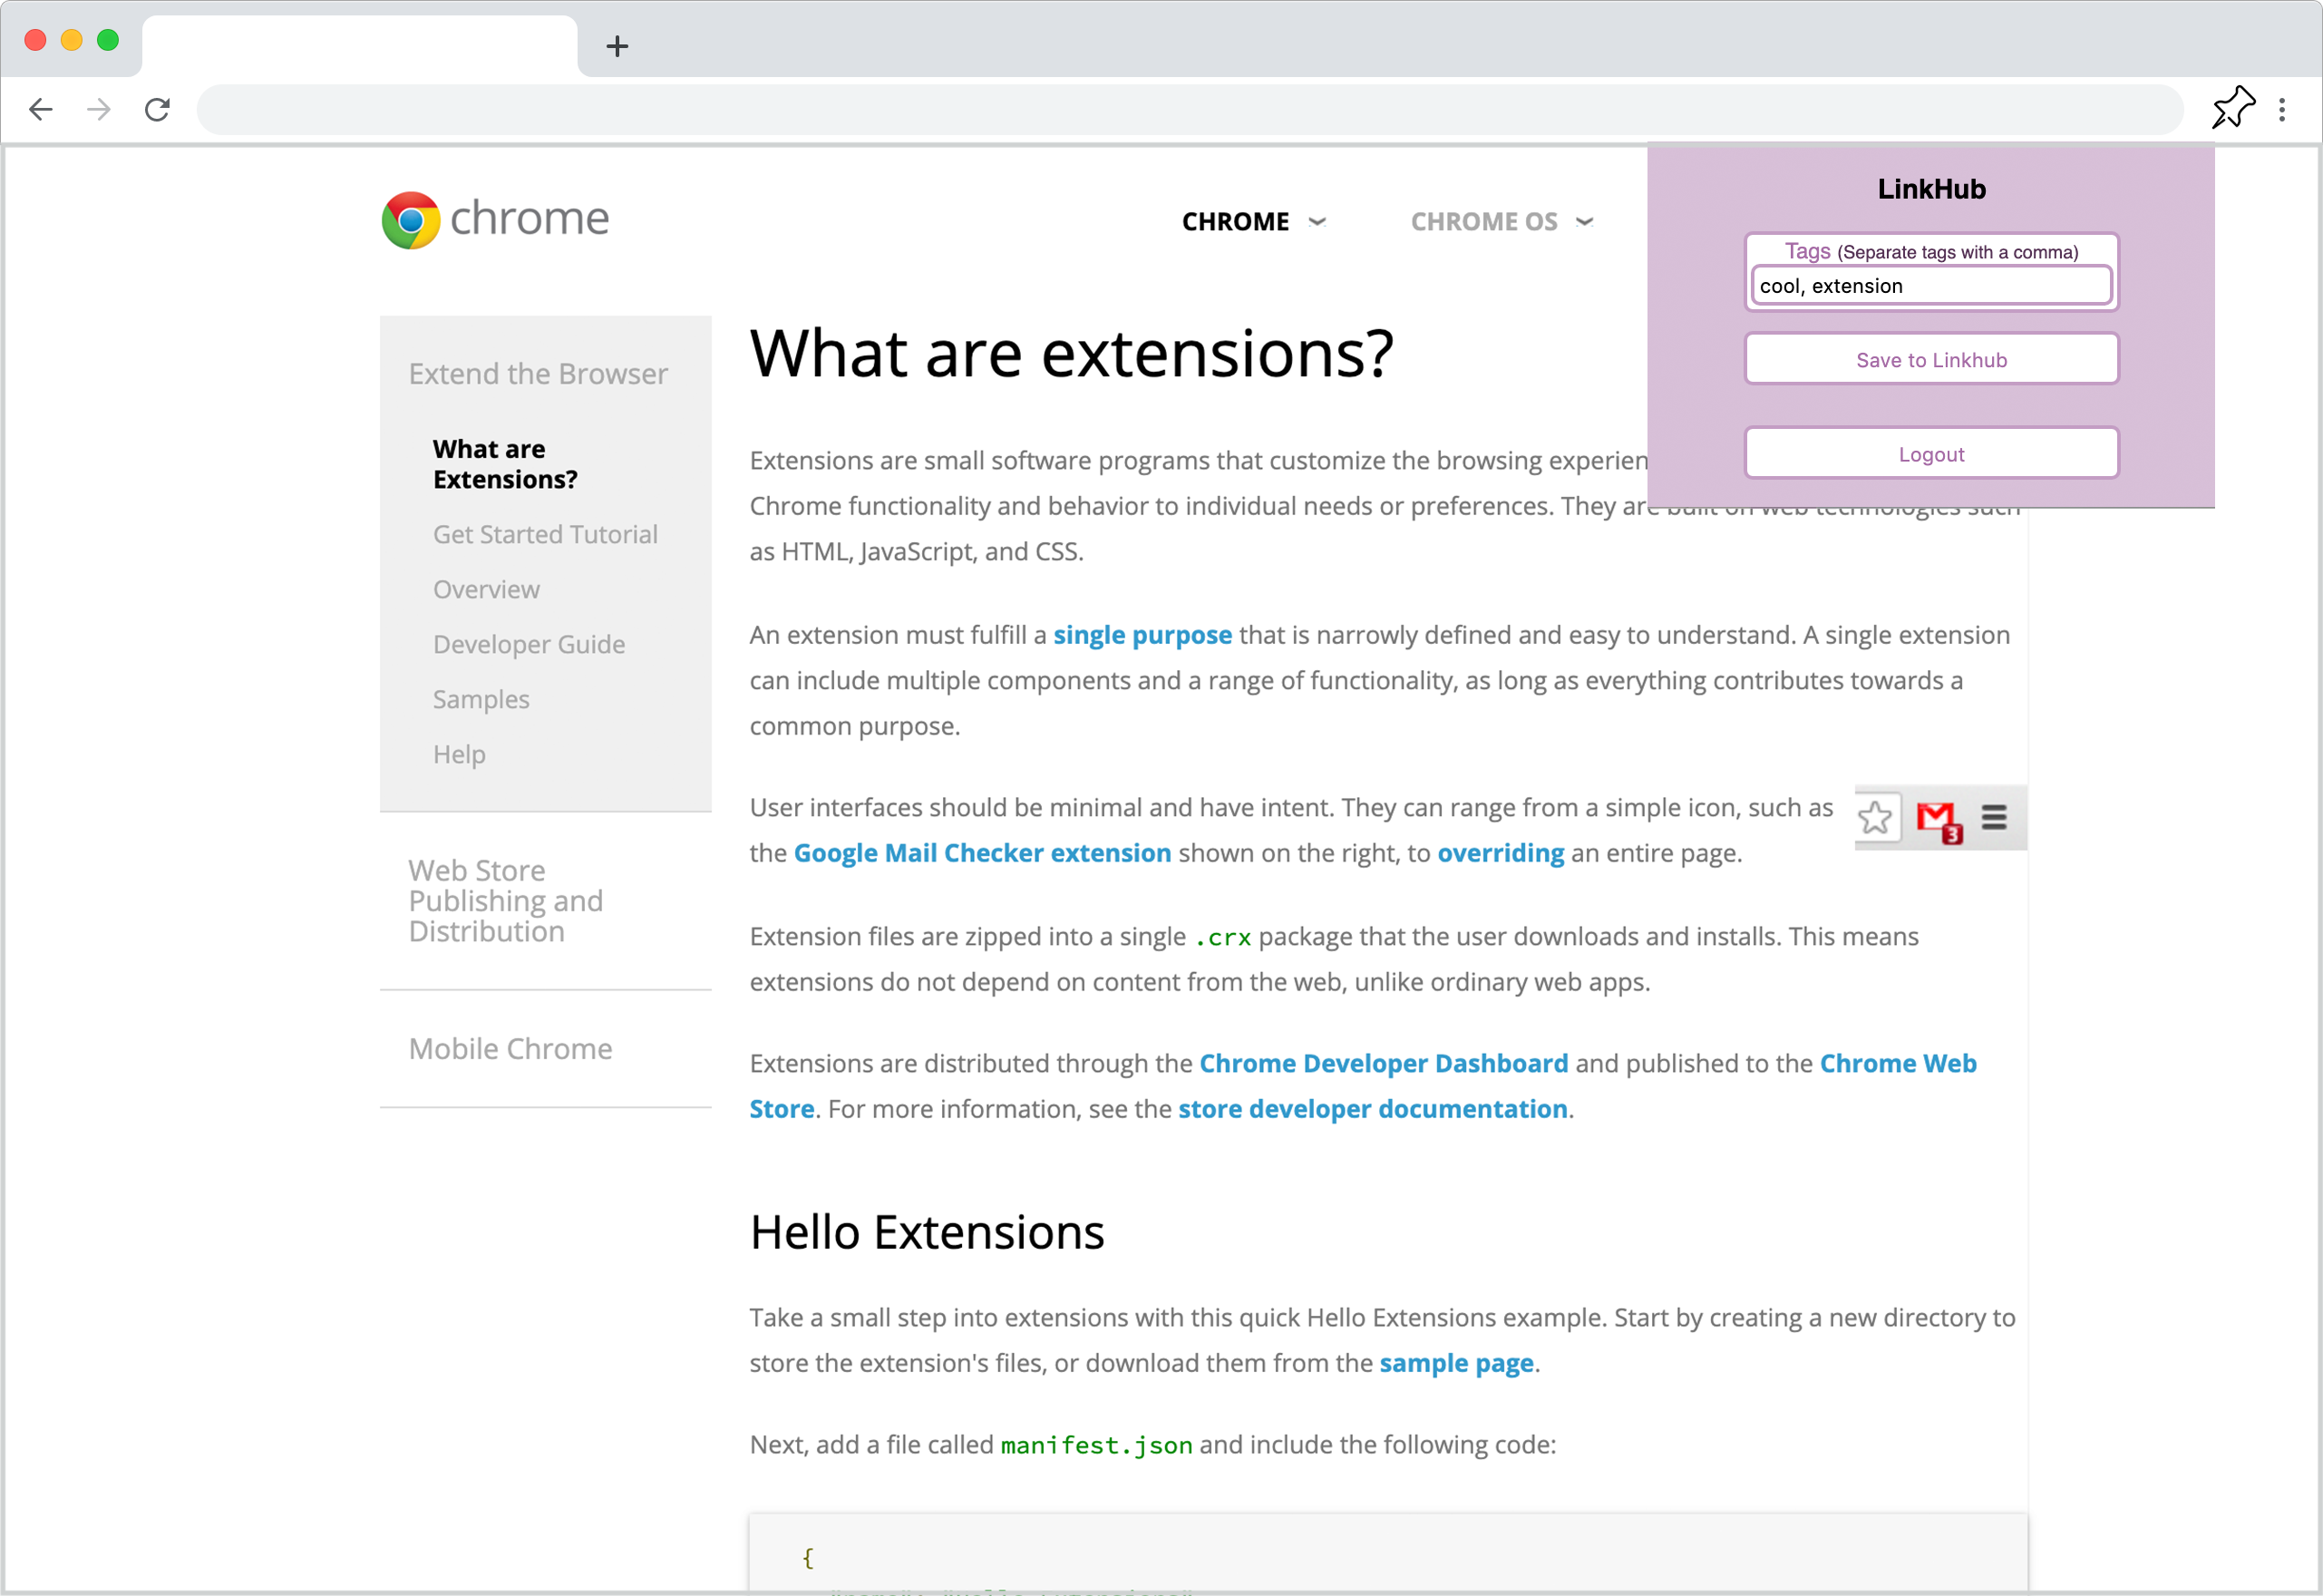 chrome
CHROME
CHROME OS
LinkHub
Tags (Separate tags with a comma)
cool, extension
Save to Linkhub
Logout
Extend the Browser
What are
Extensions?
Get Started Tutorial
Overview
Developer Guide
Samples
Help
Web Store
Publishing and
Distribution
Mobile Chrome
What are extensions?
Extensions are small software programs that customize the browsing
Chrome functionality and behavior to individual needs or preferences. They are built on web technologies such
as HTML, JavaScript, and CSS.
An extension must fulfill a single purpose that is narrowly defined and easy to understand. A single extension
can include multiple components and a range of functionality, as long as everything contributes towards a
common purpose.
User interfaces should be minimal and have intent. They can range from a simple icon, such as
the Google Mail Checker extension shown on the right, to overriding an entire page.
3
Extension files are zipped into a single .crx package that the user downloads and installs. This means
extensions do not depend on content from the web, unlike ordinary web apps.
Extensions are distributed through the Chrome Developer Dashboard and published to the Chrome Web
Store. For more information, see the store developer documentation.
Hello Extensions
Take a small step into extensions with this quick Hello Extensions example. Start by creating a new directory to
store the extension's files, or download them from the sample page.
Next, add a file called manifest.json and include the following code:
{